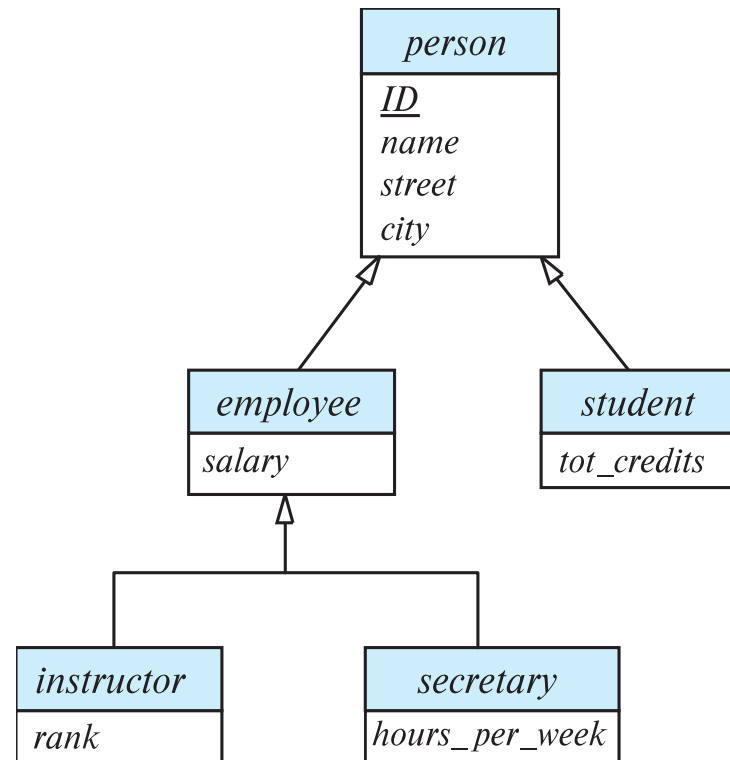 person
ID
name
street
city
employee
salary
student
tot_credits
instructor
rank
secretary
hours_per_week